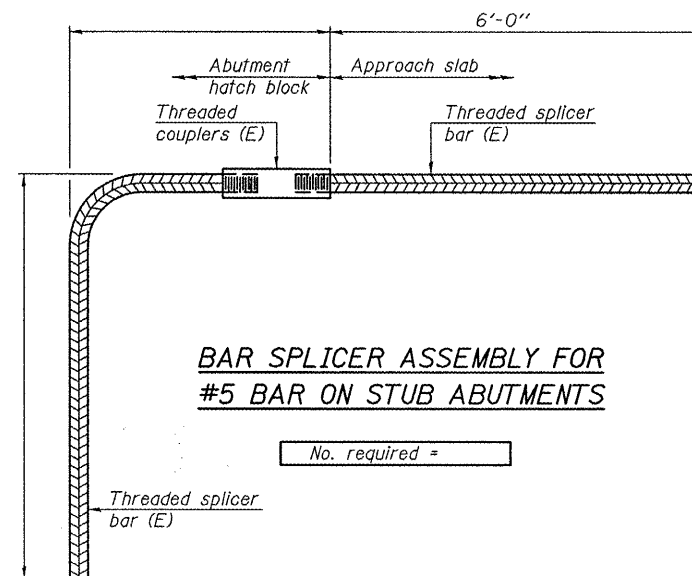 6'-0"
Abutment
hatch block
Approach slab
Threaded
couplers (E)
Threaded splicer
bar (E)
BAR SPLICER ASSEMBLY FOR
#5 BAR ON STUB ABUTMENTS
No. required =
Threaded splicer
bar (E)